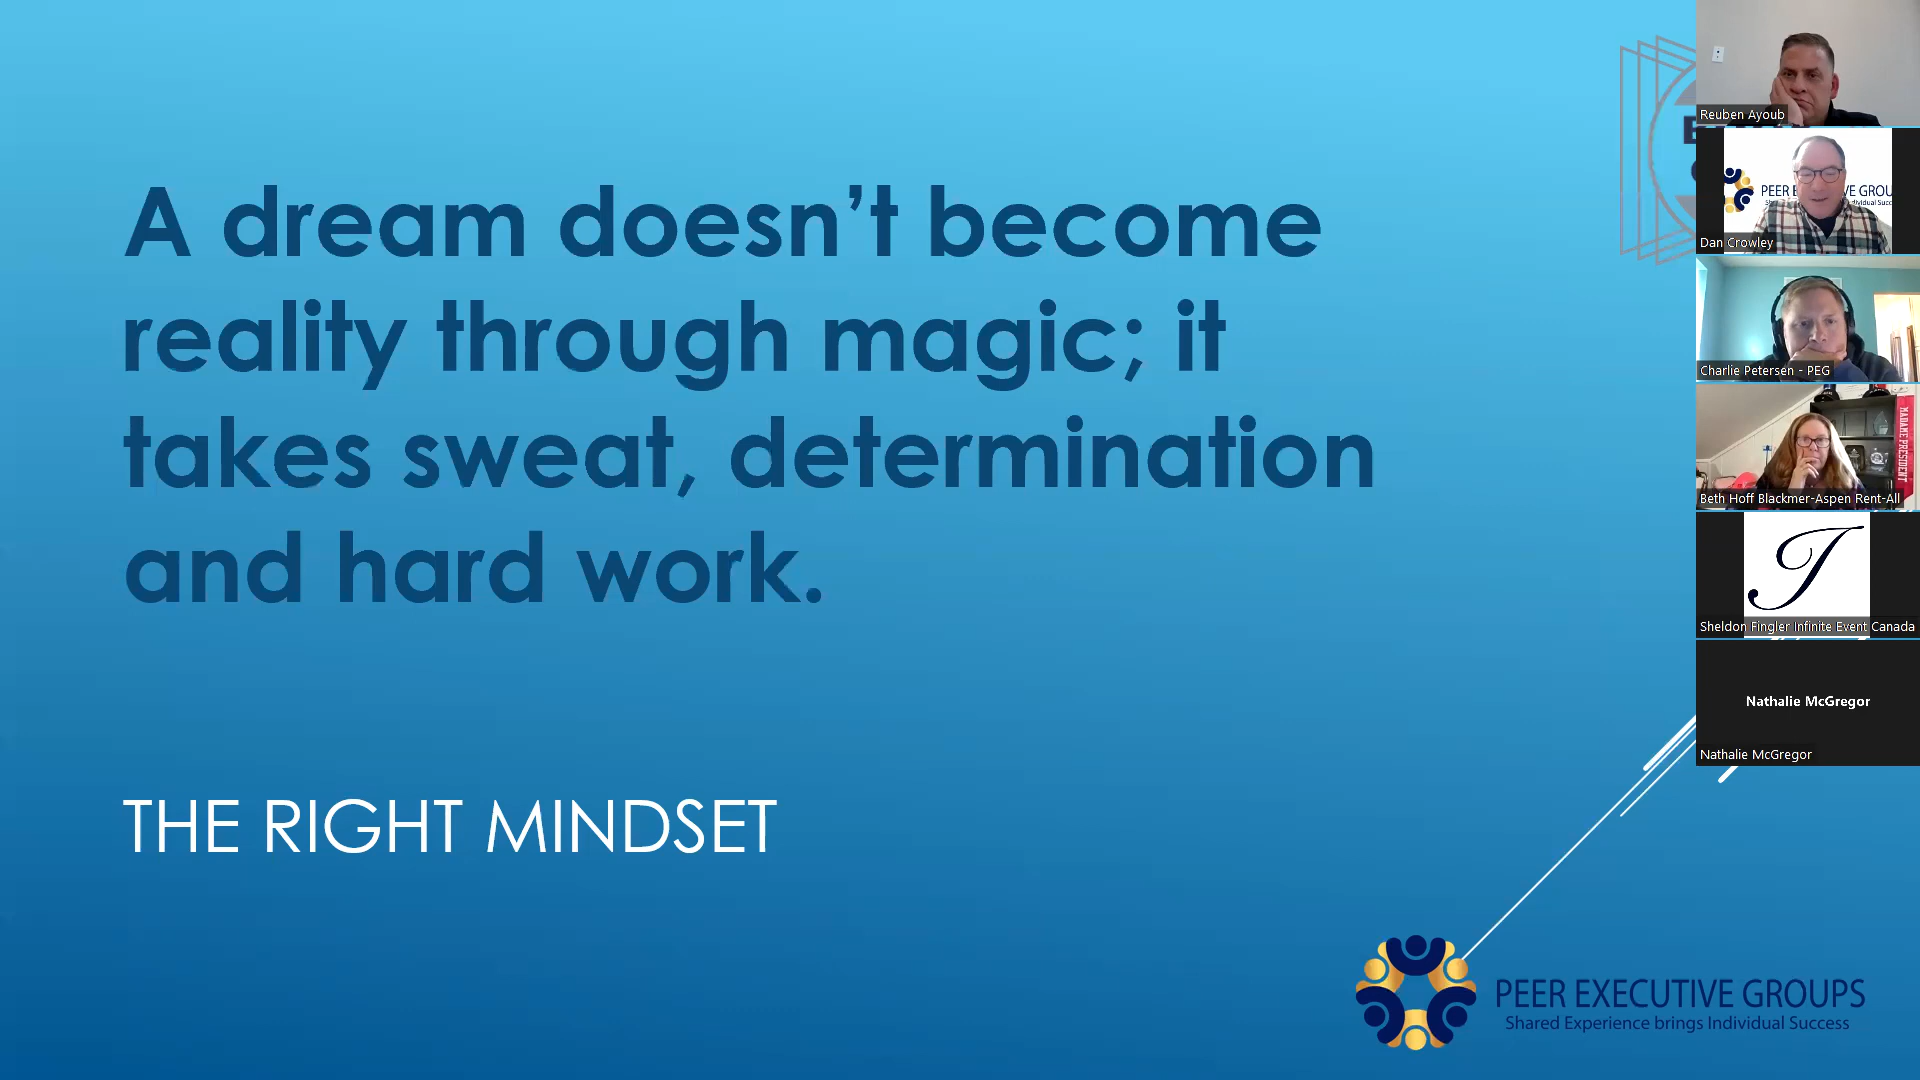 A dream doesn’t become
reality through magic; it
takes sweat, determination
and hard work.
THE RIGHT MINDSET
PEER EXECUTIVE GROUPS
Shared Experience brings Individual Success
Reuben Ayoub
Dan Crowley
Charlie Petersen - PEG
MADAME PRESIDENT
Beth Hoff Blackmer-Aspen Rent-All
Sheldon Fingler Infinite Event Canada
Nathalie McGregor
Nathalie McGregor